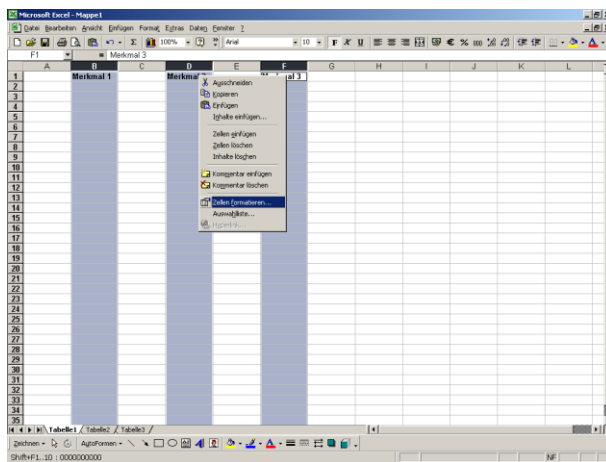 Microsoft Excel - Mappe1
Datei Bearbeiten Ansicht Einfügen Format Extras Daten Fenster ?
100% Arial 10 F K U € % 000
F1 = Merkmal 3
A B C D E F G H I J K L
1 Merkmal 1 Merkmal 3
2
3
4
5
6
7
8
9
10
11
12
13
14
15
16
17
18
19
20
21
22
23
24
25
26
27
28
29
30
31
32
33
34
35
Ausschneiden
Kopieren
Einfügen
Inhalte einfügen...
Zellen einfügen
Zellen löschen
Inhalte löschen
Kommentar einfügen
Kommentar löschen
Zellen formatieren...
Auswahlliste...
Hyperlink...
Tabelle1 / Tabelle2 / Tabelle3 /
Zeichnen AutoFormen
Shift+F1..10 : 0000000000 NF